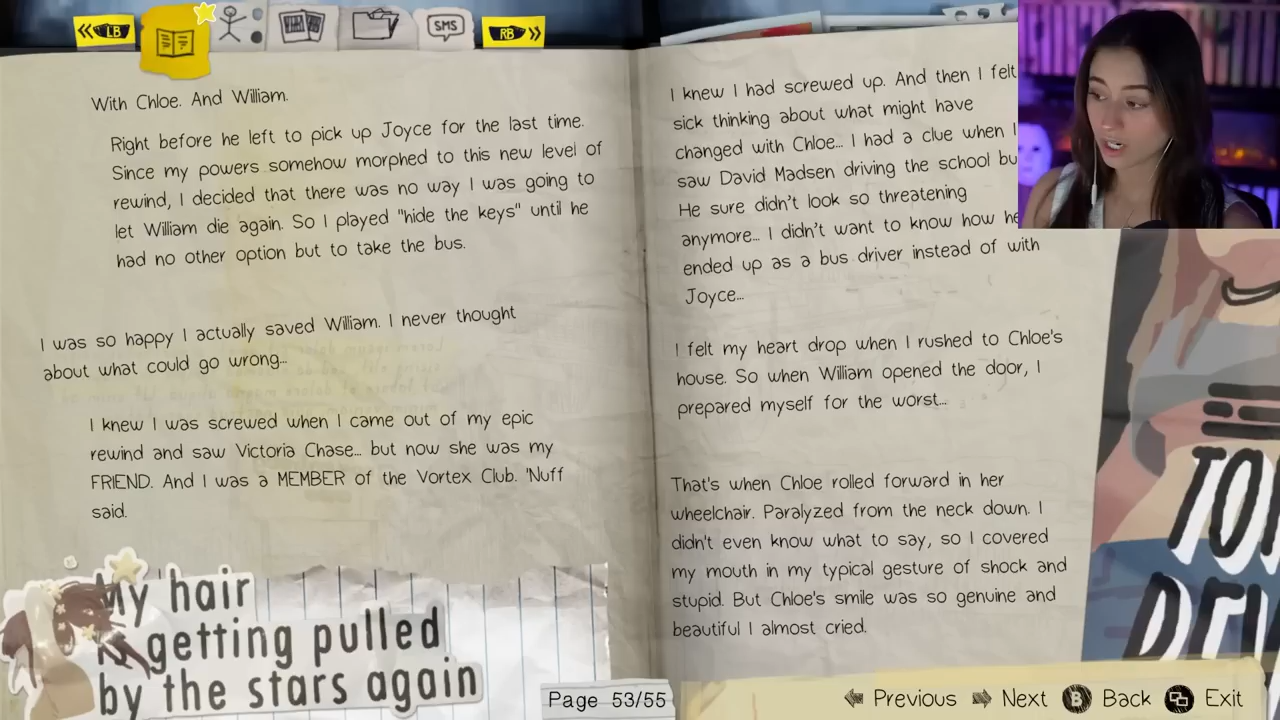 LB
SMS
RB
With Chloe. And William.
Right before he left to pick up Joyce for the last time.
Since my powers somehow morphed to this new level of
rewind, I decided that there was no way I was going to
let William die again. So I played "hide the keys" until he
had no other option but to take the bus.
I was so happy I actually saved William. I never thought
about what could go wrong...
I knew I was screwed when I came out of my epic
rewind and saw Victoria Chase... but now she was my
FRIEND. And I was a MEMBER of the Vortex Club. 'Nuff
said.
My hair
is getting pulled
by the stars again
I knew I had screwed up. And then I felt
sick thinking about what might have
changed with Chloe... I had a clue when I
saw David Madsen driving the school bu
He sure didn't look so threatening
anymore... I didn't want to know how he
ended up as a bus driver instead of with
Joyce...
I felt my heart drop when I rushed to Chloe's
house. So when William opened the door, I
prepared myself for the worst...
That's when Chloe rolled forward in her
wheelchair. Paralyzed from the neck down. I
didn't even know what to say, so I covered
my mouth in my typical gesture of shock and
stupid. But Chloe's smile was so genuine and
beautiful I almost cried.
Page 53/55
Previous Next B Back Exit